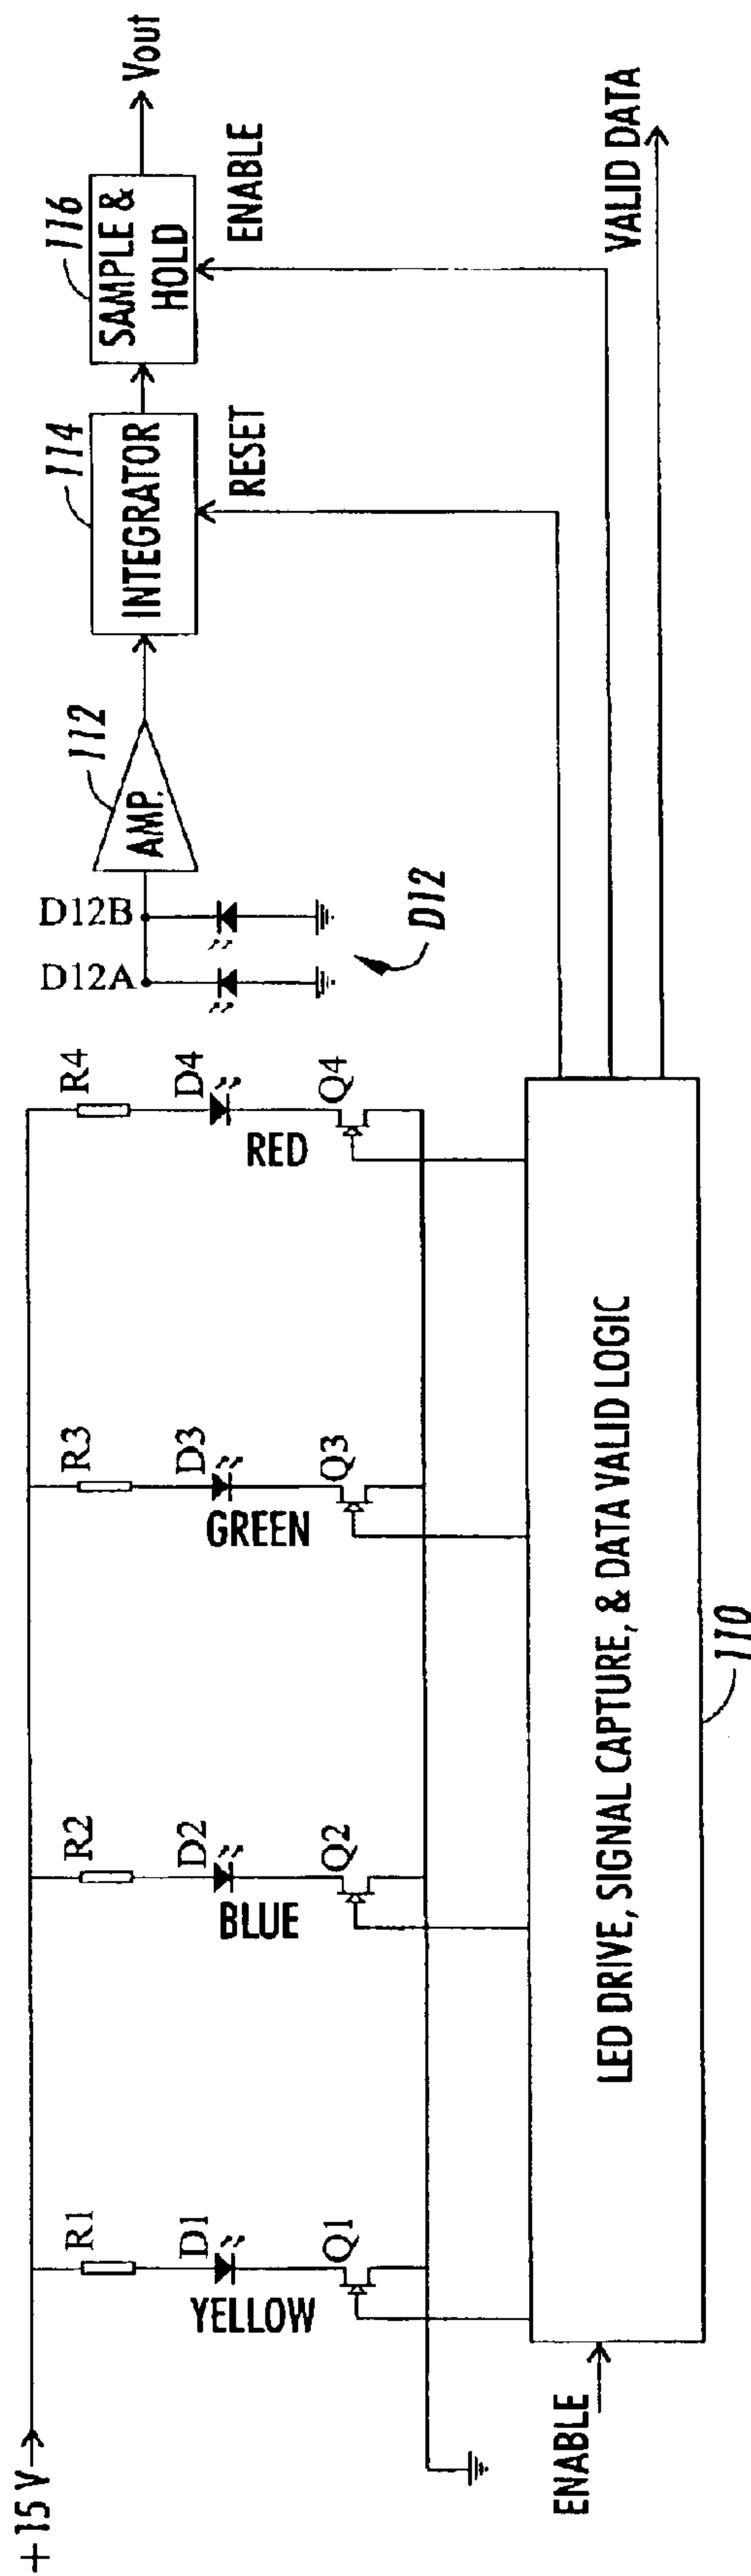 +15 V
R1
R2
R3
R4
D1
D2
D3
D4
YELLOW
BLUE
GREEN
RED
Q1
Q2
Q3
Q4
D12A
D12B
D12
AMP.
112
INTEGRATOR
114
RESET
SAMPLE &
HOLD
116
ENABLE
Vout
ENABLE
LED DRIVE, SIGNAL CAPTURE, & DATA VALID LOGIC
110
VALID DATA